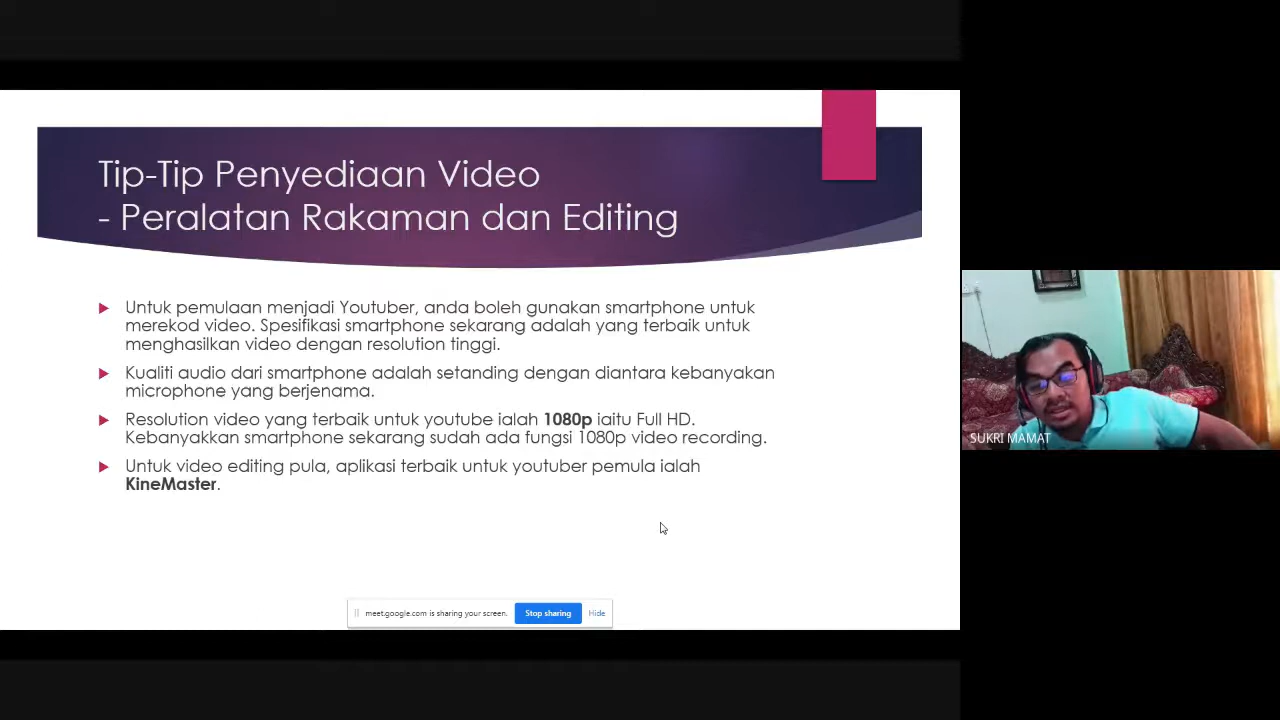 Tip-Tip Penyediaan Video
- Peralatan Rakaman dan Editing
Untuk pemulaan menjadi Youtuber, anda boleh gunakan smartphone untuk
merekod video. Spesifikasi smartphone sekarang adalah yang terbaik untuk
menghasilkan video dengan resolution tinggi.
Kualiti audio dari smartphone adalah setanding dengan diantara kebanyakan
microphone yang berjenama.
Resolution video yang terbaik untuk youtube ialah 1080p iaitu Full HD.
Kebanyakkan smartphone sekarang sudah ada fungsi 1080p video recording.
Untuk video editing pula, aplikasi terbaik untuk youtuber pemula ialah
KineMaster.
meet.google.com is sharing your screen. Stop sharing Hide
SUKRI MAMAT